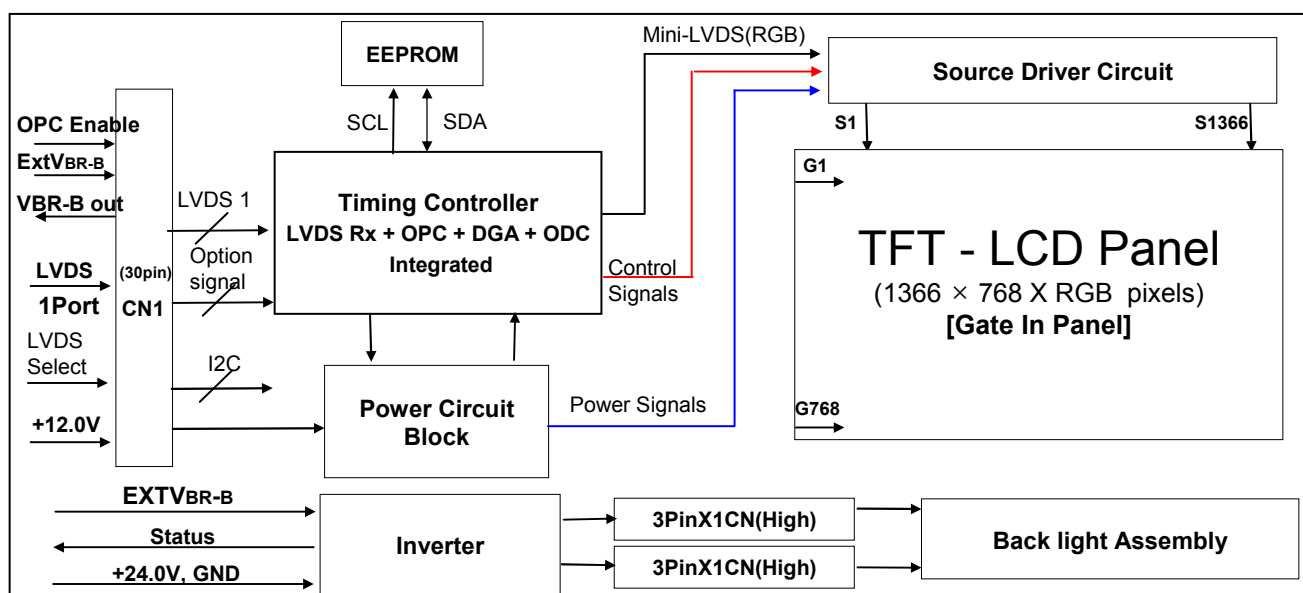 EEPROM
SCL
SDA
Mini-LVDS(RGB)
Source Driver Circuit
S1
S1366
OPC Enable
ExtVBR-B
VBR-B out
LVDS
1Port
LVDS
Select
+12.0V
(30pin)
CN1
LVDS 1
Option
signal
I2C
Timing Controller
LVDS Rx + OPC + DGA + ODC
Integrated
Control
Signals
Power Circuit
Block
Power Signals
G1
TFT - LCD Panel
(1366 × 768 X RGB pixels)
[Gate In Panel]
G768
EXTVBR-B
Status
+24.0V, GND
Inverter
3PinX1CN(High)
3PinX1CN(High)
Back light Assembly